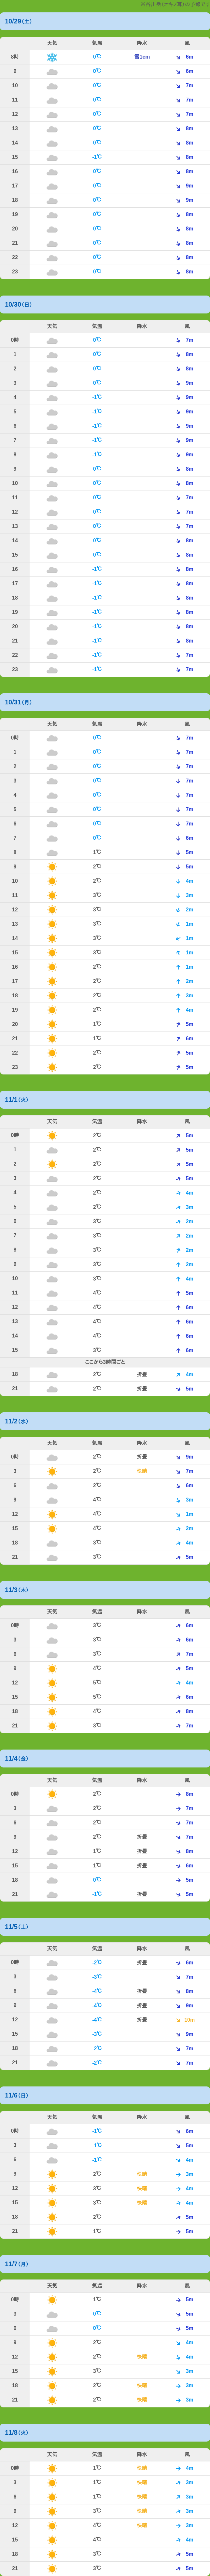 10/29(土)
天気 気温 降水 風
8時 0℃ 雪1cm 6m
9 0℃ 6m
10 0℃ 7m
11 0℃ 7m
12 0℃ 7m
13 0℃ 8m
14 0℃ 8m
15 -1℃ 8m
16 0℃ 8m
17 0℃ 9m
18 0℃ 9m
19 0℃ 8m
20 0℃ 8m
21 0℃ 8m
22 0℃ 8m
23 0℃ 8m
10/30(日)
天気 気温 降水 風
0時 0℃ 7m
1 0℃ 8m
2 0℃ 8m
3 0℃ 9m
4 -1℃ 9m
5 -1℃ 9m
6 -1℃ 9m
7 -1℃ 9m
8 -1℃ 9m
9 0℃ 8m
10 0℃ 8m
11 0℃ 7m
12 0℃ 7m
13 0℃ 7m
14 0℃ 8m
15 0℃ 8m
16 -1℃ 8m
17 -1℃ 8m
18 -1℃ 8m
19 -1℃ 8m
20 -1℃ 8m
21 -1℃ 8m
22 -1℃ 7m
23 -1℃ 7m
10/31(月)
天気 気温 降水 風
0時 0℃ 7m
1 0℃ 7m
2 0℃ 7m
3 0℃ 7m
4 0℃ 7m
5 0℃ 7m
6 0℃ 7m
7 0℃ 6m
8 1℃ 5m
9 2℃ 5m
10 2℃ 4m
11 3℃ 3m
12 3℃ 2m
13 3℃ 1m
14 3℃ 1m
15 3℃ 1m
16 2℃ 1m
17 2℃ 2m
18 2℃ 3m
19 2℃ 4m
20 1℃ 5m
21 1℃ 6m
22 2℃ 5m
23 2℃ 5m
11/1(火)
天気 気温 降水 風
0時 2℃ 5m
1 2℃ 5m
2 2℃ 5m
3 2℃ 5m
4 2℃ 4m
5 2℃ 3m
6 3℃ 2m
7 3℃ 2m
8 3℃ 2m
9 3℃ 2m
10 3℃ 4m
11 4℃ 5m
12 4℃ 6m
13 4℃ 6m
14 4℃ 6m
15 3℃ 6m
ここから3時間ごと
18 2℃ 折畳 4m
21 2℃ 折畳 5m
11/2(水)
天気 気温 降水 風
0時 2℃ 折畳 9m
3 2℃ 快晴 7m
6 2℃ 6m
9 4℃ 3m
12 4℃ 1m
15 4℃ 2m
18 3℃ 4m
21 3℃ 5m
11/3(木)
天気 気温 降水 風
0時 3℃ 6m
3 3℃ 6m
6 3℃ 7m
9 4℃ 5m
12 5℃ 4m
15 5℃ 6m
18 4℃ 8m
21 3℃ 7m
11/4(金)
天気 気温 降水 風
0時 2℃ 8m
3 2℃ 7m
6 2℃ 7m
9 2℃ 折畳 7m
12 1℃ 折畳 8m
15 1℃ 折畳 6m
18 0℃ 5m
21 -1℃ 折畳 5m
11/5(土)
天気 気温 降水 風
0時 -2℃ 折畳 6m
3 -3℃ 7m
6 -4℃ 折畳 8m
9 -4℃ 折畳 9m
12 -4℃ 折畳 10m
15 -3℃ 9m
18 -2℃ 7m
21 -2℃ 7m
11/6(日)
天気 気温 降水 風
0時 -1℃ 6m
3 -1℃ 5m
6 -1℃ 4m
9 2℃ 快晴 3m
12 3℃ 快晴 4m
15 3℃ 快晴 4m
18 2℃ 5m
21 1℃ 5m
11/7(月)
天気 気温 降水 風
0時 1℃ 5m
3 0℃ 5m
6 0℃ 5m
9 2℃ 4m
12 2℃ 快晴 4m
15 3℃ 3m
18 2℃ 快晴 3m
21 2℃ 快晴 3m
11/8(火)
天気 気温 降水 風
0時 1℃ 快晴 4m
3 1℃ 快晴 3m
6 1℃ 快晴 3m
9 3℃ 快晴 3m
12 4℃ 快晴 3m
15 4℃ 4m
18 3℃ 5m
21 3℃ 5m